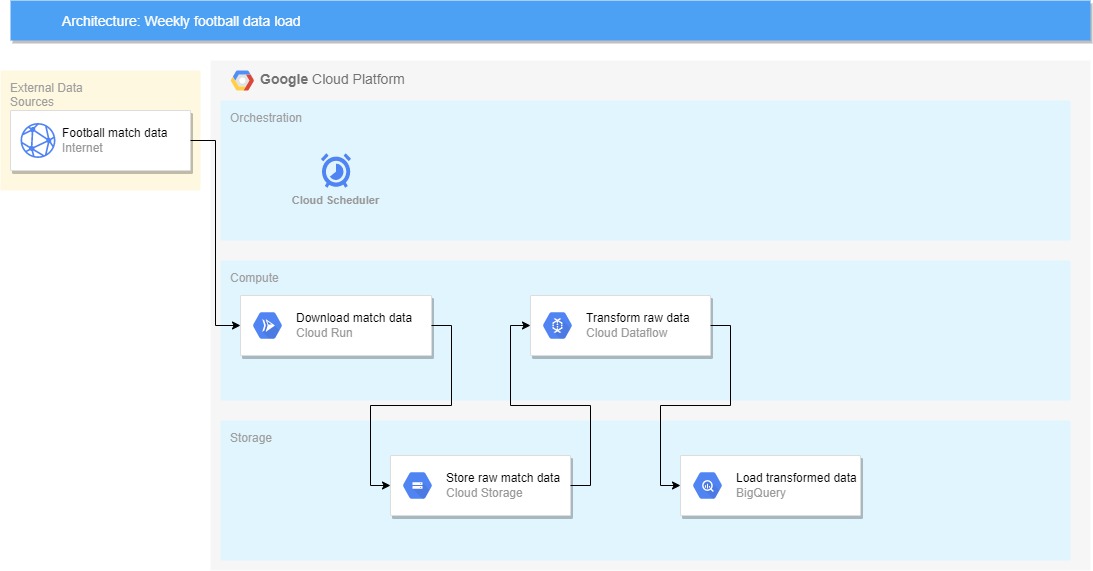 Architecture: Weekly football data load
External Data
Sources
Football match data
Internet
Google Cloud Platform
Orchestration
Cloud Scheduler
Compute
Download match data
Cloud Run
Transform raw data
Cloud Dataflow
Storage
Store raw match data
Cloud Storage
Load transformed data
BigQuery